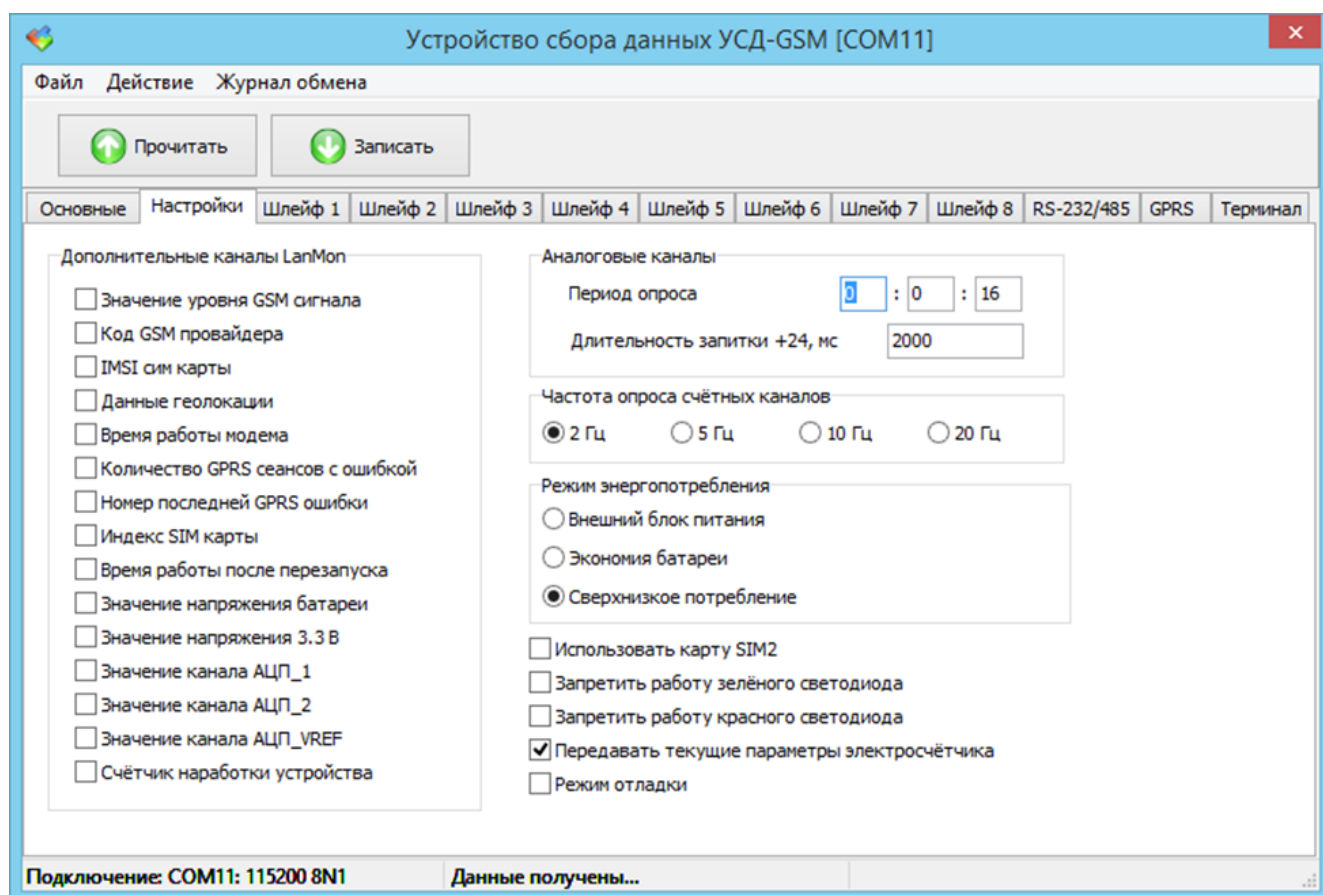 Устройство сбора данных УСД-GSM [COM11]
Файл Действие Журнал обмена
Прочитать Записать
Основные Настройки Шлейф 1 Шлейф 2 Шлейф 3 Шлейф 4 Шлейф 5 Шлейф 6 Шлейф 7 Шлейф 8 RS-232/485 GPRS Терминал
Дополнительные каналы LanMon
Значение уровня GSM сигнала
Код GSM провайдера
IMSI сим карты
Данные геолокации
Время работы модема
Количество GPRS сеансов с ошибкой
Номер последней GPRS ошибки
Индекс SIM карты
Время работы после перезапуска
Значение напряжения батареи
Значение напряжения 3.3 В
Значение канала АЦП_1
Значение канала АЦП_2
Значение канала АЦП_VREF
Счётчик наработки устройства
Аналоговые каналы
Период опроса 0 : 0 : 16
Длительность запитки +24, мс 2000
Частота опроса счётных каналов
2 Гц 5 Гц 10 Гц 20 Гц
Режим энергопотребления
Внешний блок питания
Экономия батареи
Сверхнизкое потребление
Использовать карту SIM2
Запретить работу зелёного светодиода
Запретить работу красного светодиода
Передавать текущие параметры электросчётчика
Режим отладки
Подключение: COM11: 115200 8N1 Данные получены...